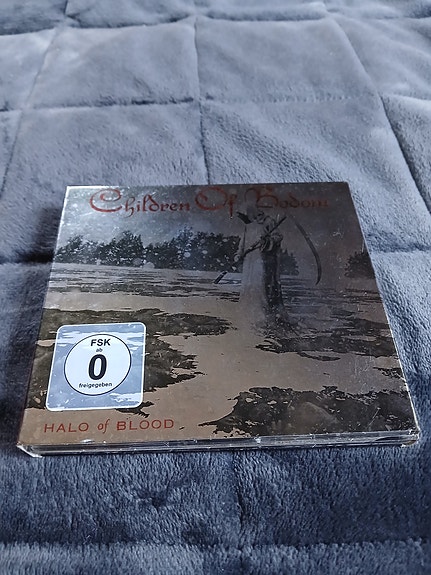 Children Of Bodom
FSK
ab
0
freigegeben
HALO of BLOOD